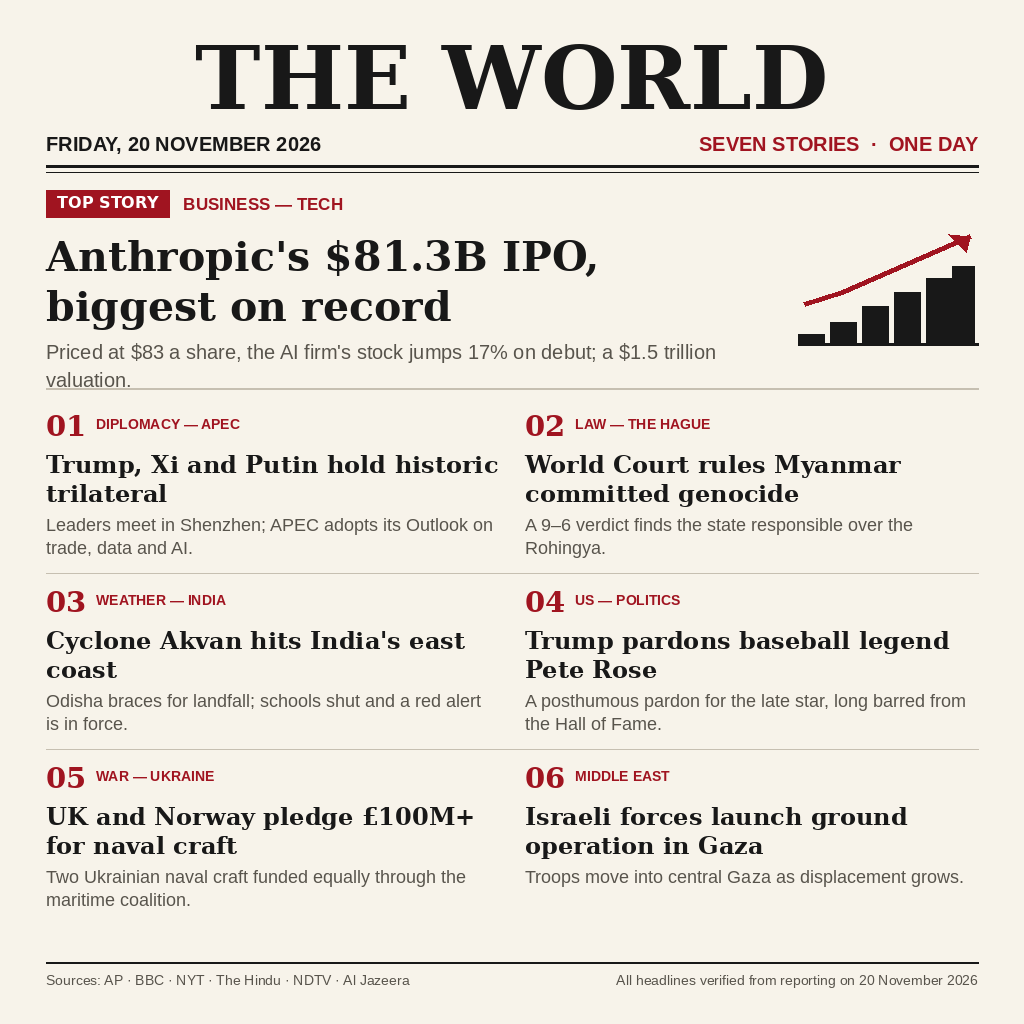 THE WORLD
FRIDAY, 20 NOVEMBER 2026
SEVEN STORIES · ONE DAY
TOP STORY
BUSINESS — TECH
Anthropic's $81.3B IPO,
biggest on record
Priced at $83 a share, the AI firm's stock jumps 17% on debut; a $1.5 trillion
valuation.
01 DIPLOMACY — APEC
Trump, Xi and Putin hold historic
trilateral
Leaders meet in Shenzhen; APEC adopts its Outlook on
trade, data and AI.
02 LAW — THE HAGUE
World Court rules Myanmar
committed genocide
A 9–6 verdict finds the state responsible over the
Rohingya.
03 WEATHER — INDIA
Cyclone Akvan hits India's east
coast
Odisha braces for landfall; schools shut and a red alert
is in force.
04 US — POLITICS
Trump pardons baseball legend
Pete Rose
A posthumous pardon for the late star, long barred from
the Hall of Fame.
05 WAR — UKRAINE
UK and Norway pledge £100M+
for naval craft
Two Ukrainian naval craft funded equally through the
maritime coalition.
06 MIDDLE EAST
Israeli forces launch ground
operation in Gaza
Troops move into central Gaza as displacement grows.
Sources: AP · BBC · NYT · The Hindu · NDTV · Al Jazeera
All headlines verified from reporting on 20 November 2026